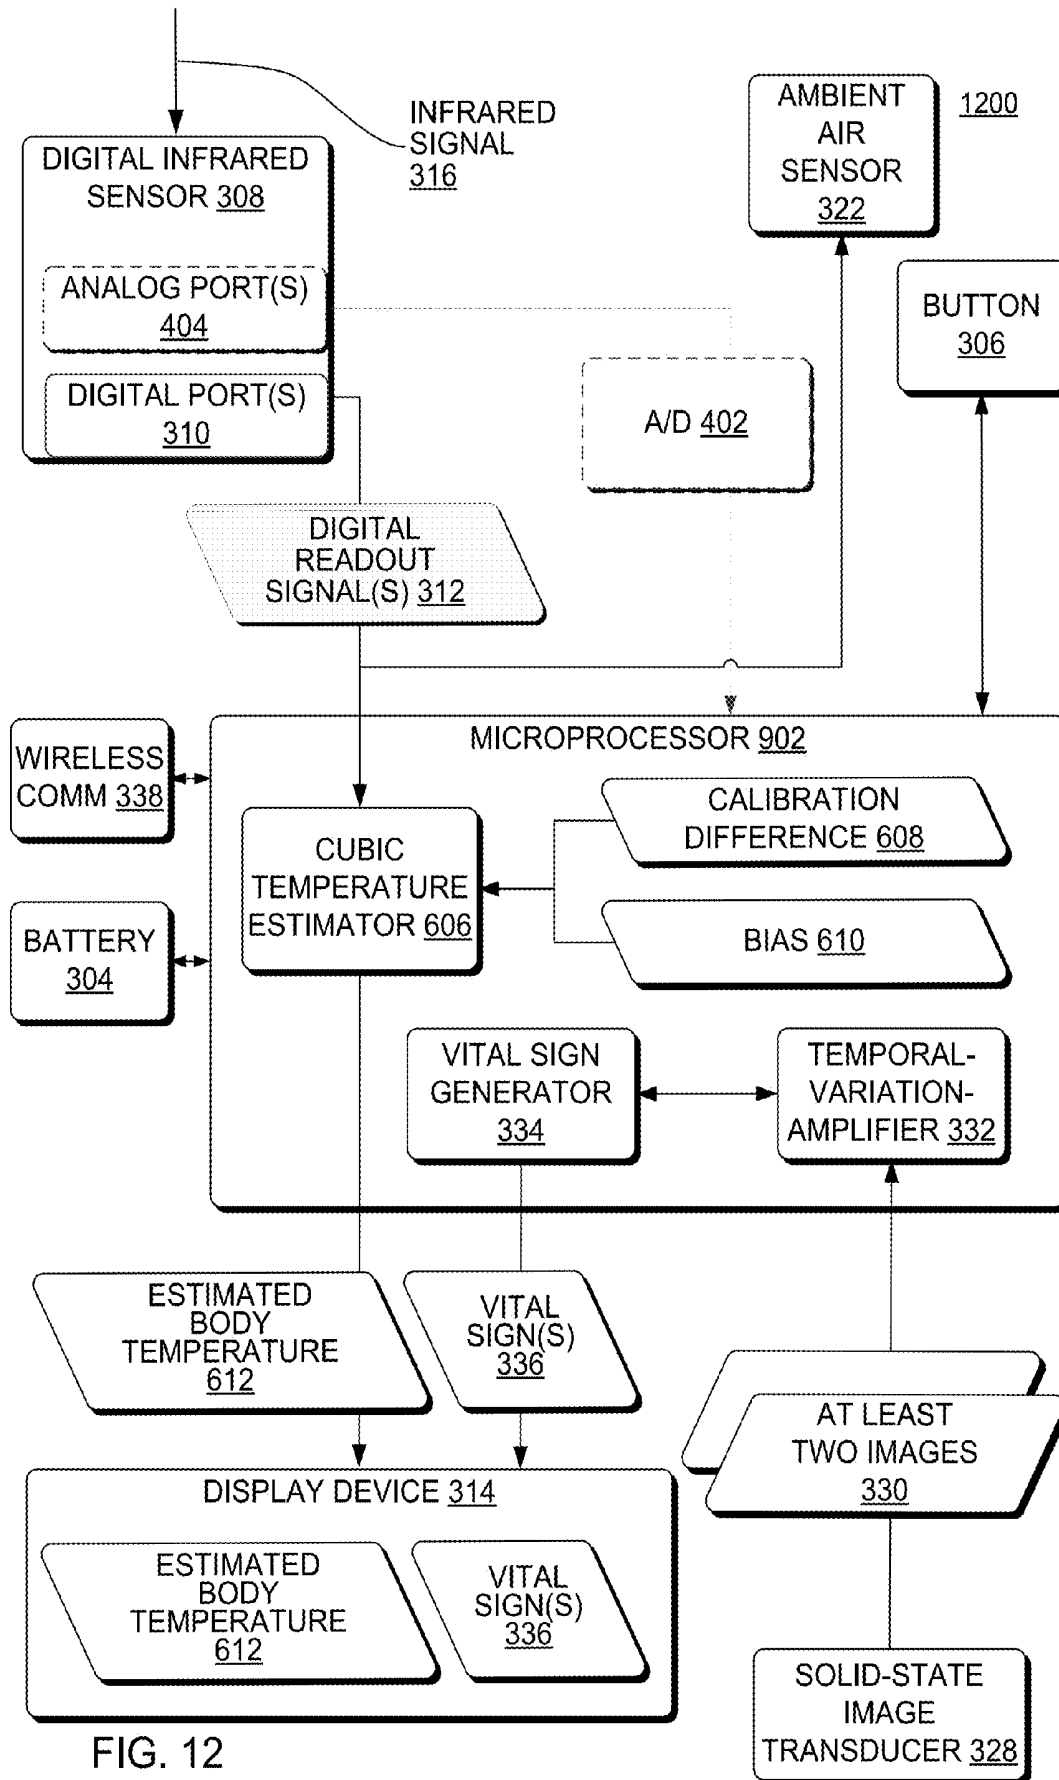 INFRARED
SIGNAL
316
AMBIENT
AIR
SENSOR
322
1200
DIGITAL INFRARED
SENSOR 308
ANALOG PORT(S)
404
DIGITAL PORT(S)
310
BUTTON
306
A/D 402
DIGITAL
READOUT
SIGNAL(S) 312
MICROPROCESSOR 902
WIRELESS
COMM 338
BATTERY
304
CUBIC
TEMPERATURE
ESTIMATOR 606
CALIBRATION
DIFFERENCE 608
BIAS 610
VITAL SIGN
GENERATOR
334
TEMPORAL-
VARIATION-
AMPLIFIER 332
ESTIMATED
BODY
TEMPERATURE
612
VITAL
SIGN(S)
336
AT LEAST
TWO IMAGES
330
DISPLAY DEVICE 314
ESTIMATED
BODY
TEMPERATURE
612
VITAL
SIGN(S)
336
SOLID-STATE
IMAGE
TRANSDUCER 328
FIG. 12